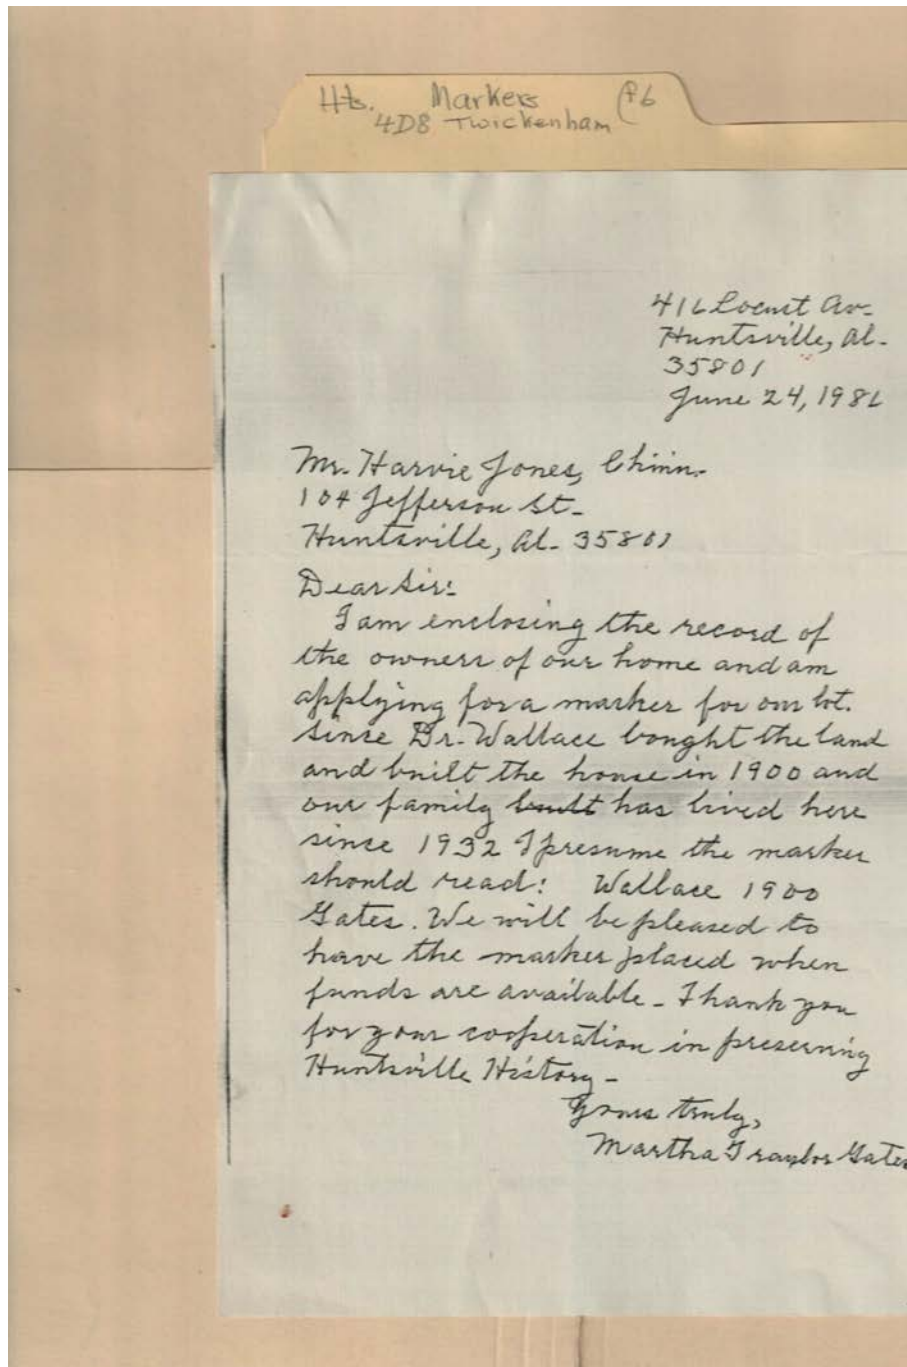 Hts. Markers (P6
4D8 Twickenham
416 Locust Av.
Huntsville, Al.
35801
June 24, 1986
Mr. Harvie Jones, Chmn.
104 Jefferson St.
Huntsville, Al. 35801
Dear Sir:
I am enclosing the record of
the owners of our home and am
applying for a marker for our lot.
Since Dr. Wallace bought the land
and built the house in 1900 and
our family built has lived here
since 1932 I presume the marker
should read: Wallace 1900
Gates. We will be pleased to
have the marker placed when
funds are available. Thank you
for your cooperation in preserving
Huntsville History.
Yours truly,
Martha Traylor Gates